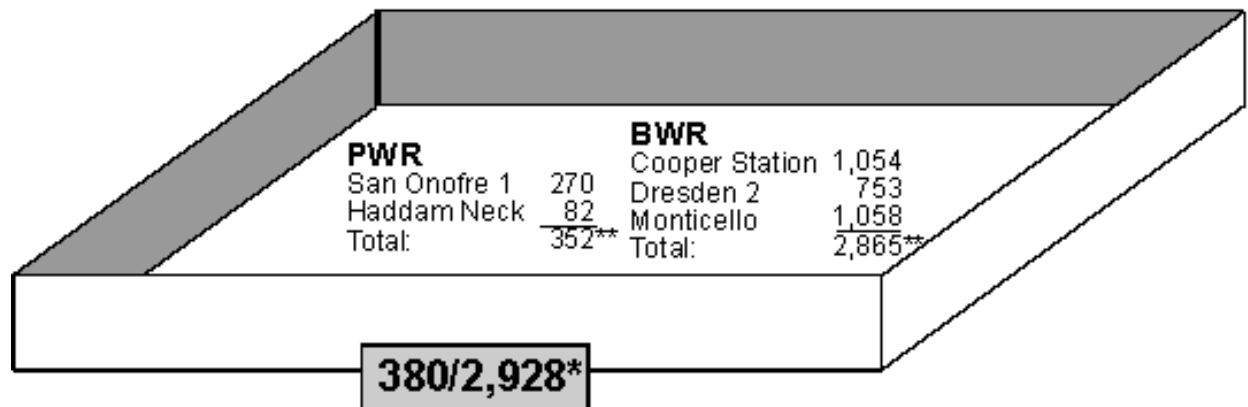 PWR
San Onofre 1 270
Haddam Neck 82
Total: 352**
BWR
Cooper Station 1,054
Dresden 2 753
Monticello 1,058
Total: 2,865**
380/2,928*